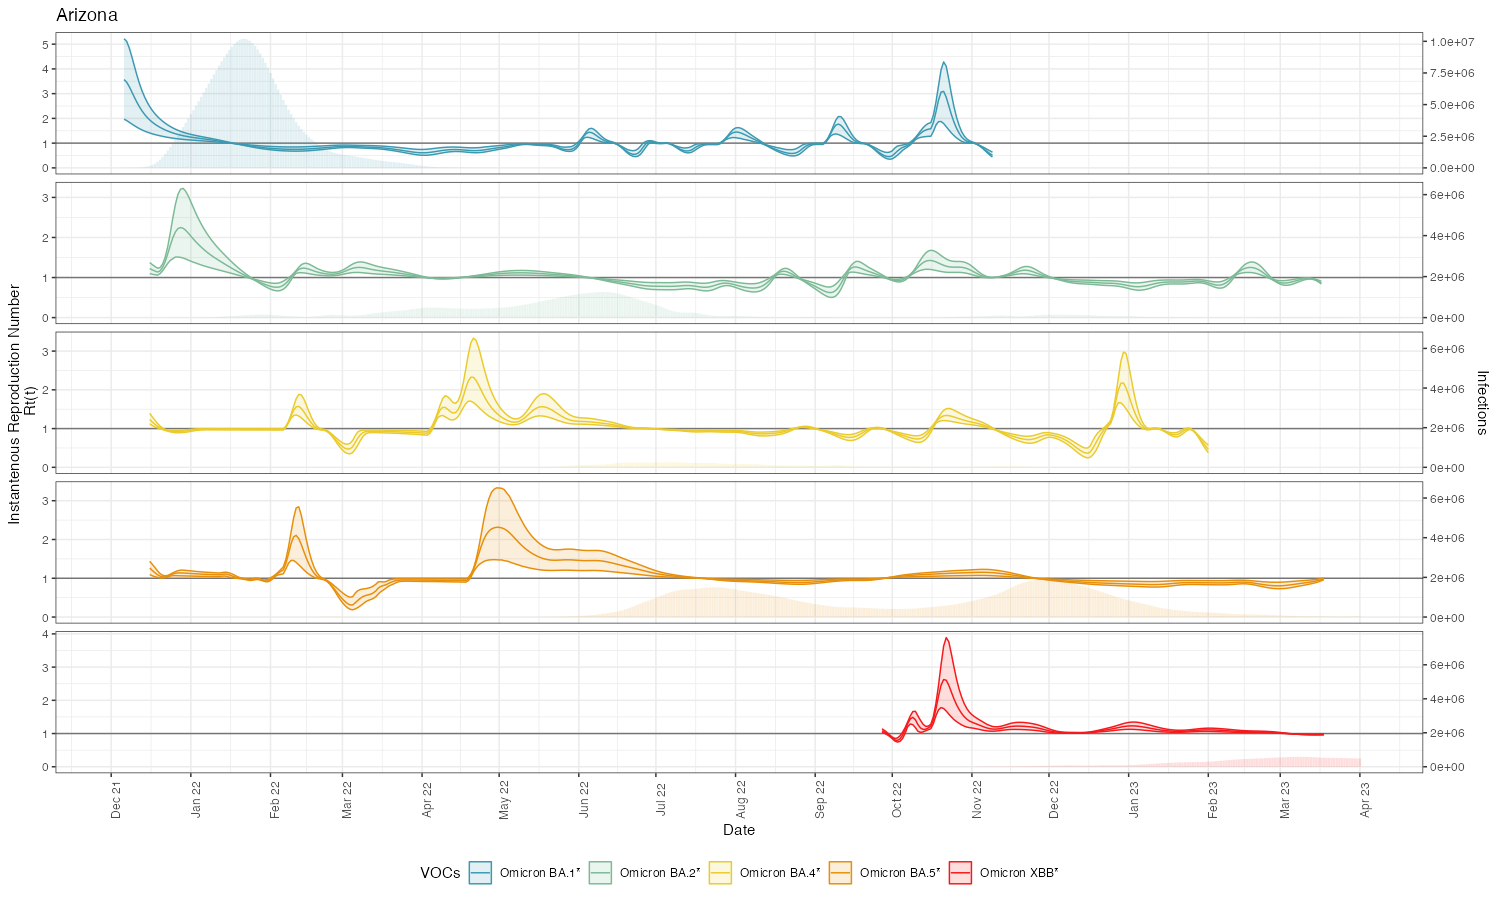 Arizona
5
4
3
2
1
0
1.0e+07
7.5e+06
5.0e+06
2.5e+06
0.0e+00
3
2
1
0
6e+06
4e+06
2e+06
0e+00
3
2
1
0
6e+06
4e+06
2e+06
0e+00
3
2
1
0
6e+06
4e+06
2e+06
0e+00
4
3
2
1
0
6e+06
4e+06
2e+06
0e+00
Instantenous Reproduction Number
Rt(t)
Infections
Dec 21
Jan 22
Feb 22
Mar 22
Apr 22
May 22
Jun 22
Jul 22
Aug 22
Sep 22
Oct 22
Nov 22
Dec 22
Jan 23
Feb 23
Mar 23
Apr 23
Date
VOCs Omicron BA.1* Omicron BA.2* Omicron BA.4* Omicron BA.5* Omicron XBB*